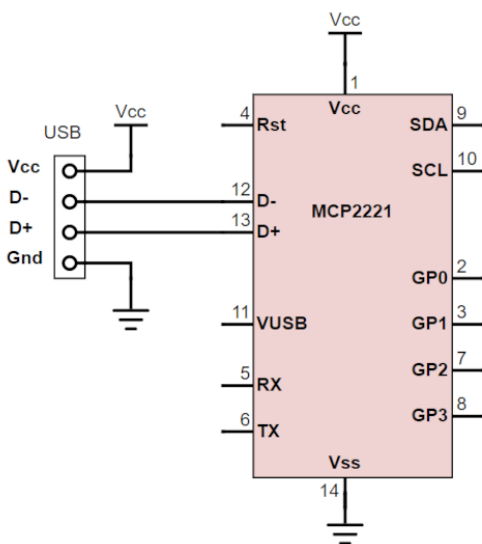 Vcc
1
Vcc
USB
Vcc
4
Rst
SDA
9
Vcc
SCL
10
D-
12
D-
MCP2221
D+
13
D+
Gnd
GP0
2
11
VUSB
GP1
3
5
RX
GP2
7
6
TX
GP3
8
Vss
14